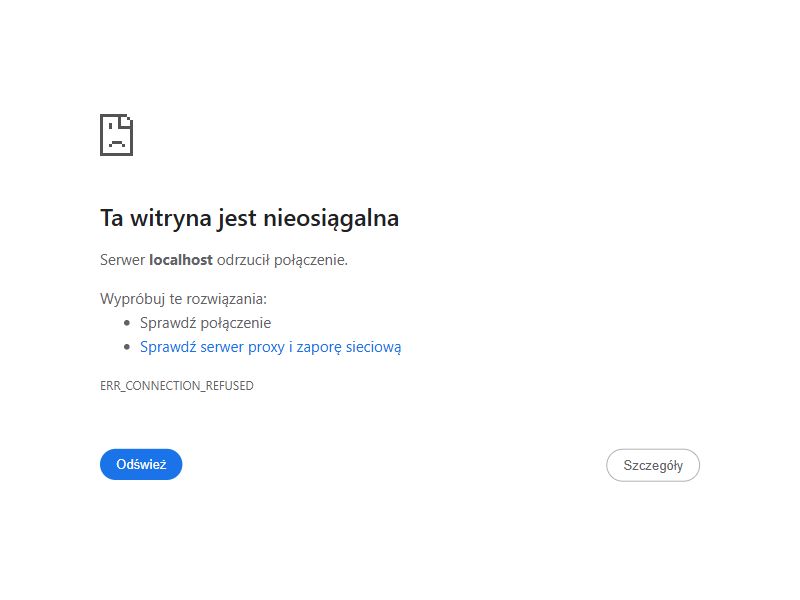 Ta witryna jest nieosiągalna
Serwer localhost odrzucił połączenie.
Wypróbuj te rozwiązania:
Sprawdź połączenie
Sprawdź serwer proxy i zaporę sieciową
ERR_CONNECTION_REFUSED
Odśwież
Szczegóły